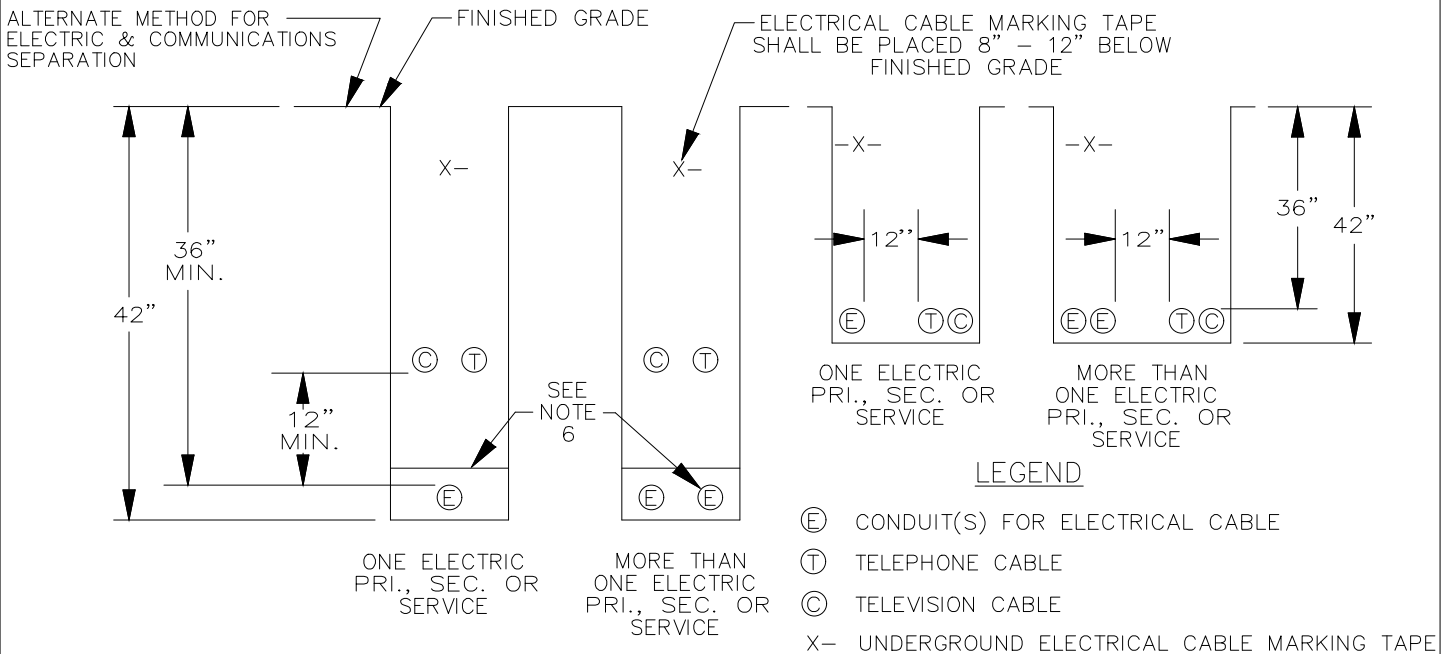 ALTERNATE METHOD FOR
ELECTRIC & COMMUNICATIONS
SEPARATION
FINISHED GRADE
ELECTRICAL CABLE MARKING TAPE
SHALL BE PLACED 8” – 12” BELOW
FINISHED GRADE
X–
X–
–X–
–X–
36”
MIN.
42”
12”
12”
36”
42”
E
T
C
E
E
T
C
C
T
C
T
12”
MIN.
SEE
NOTE
6
E
E
E
ONE ELECTRIC
PRI., SEC. OR
SERVICE
MORE THAN
ONE ELECTRIC
PRI., SEC. OR
SERVICE
ONE ELECTRIC
PRI., SEC. OR
SERVICE
MORE THAN
ONE ELECTRIC
PRI., SEC. OR
SERVICE
LEGEND
E CONDUIT(S) FOR ELECTRICAL CABLE
T TELEPHONE CABLE
C TELEVISION CABLE
X– UNDERGROUND ELECTRICAL CABLE MARKING TAPE